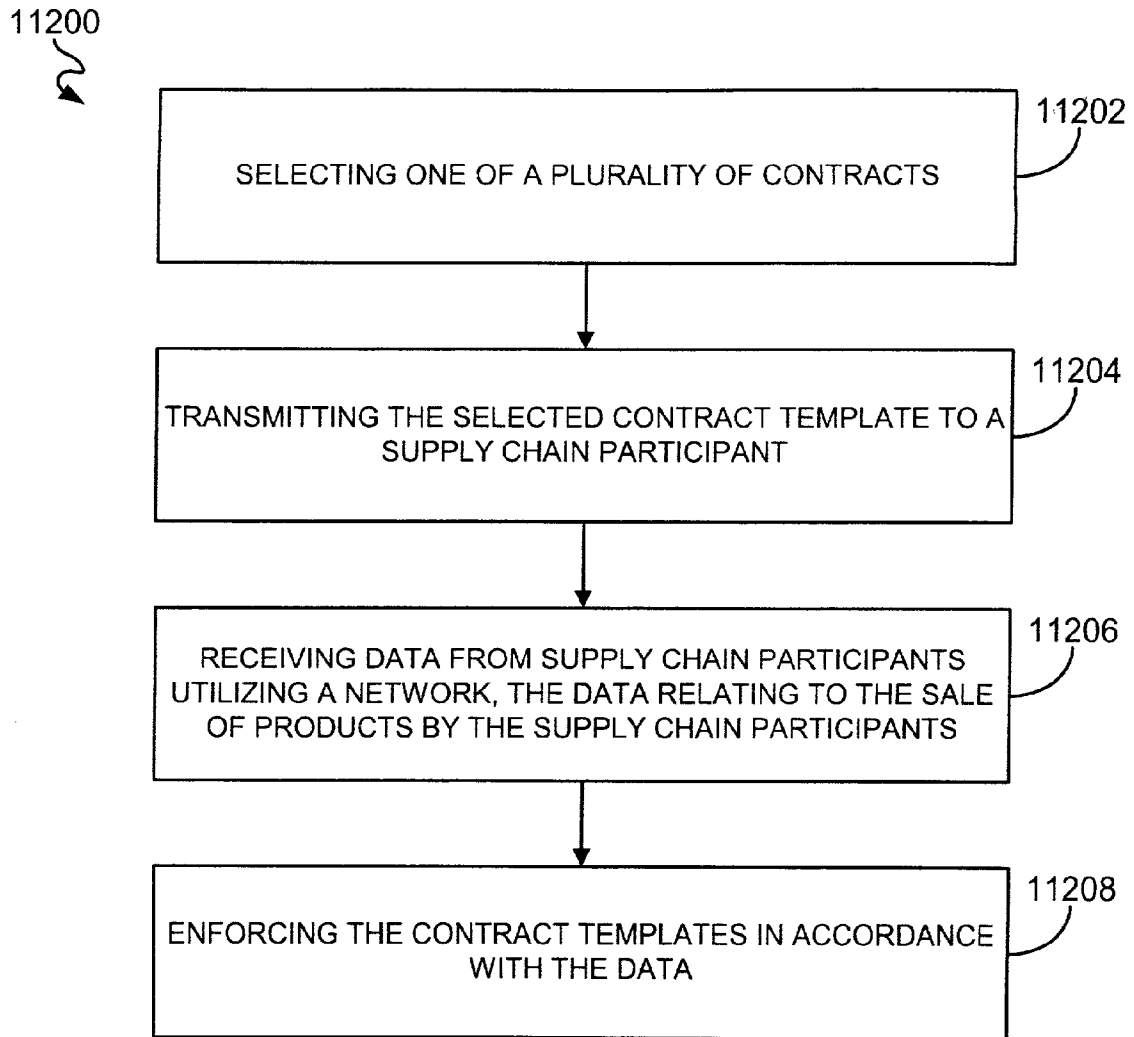 11200
11202
SELECTING ONE OF A PLURALITY OF CONTRACTS
11204
TRANSMITTING THE SELECTED CONTRACT TEMPLATE TO A
SUPPLY CHAIN PARTICIPANT
11206
RECEIVING DATA FROM SUPPLY CHAIN PARTICIPANTS
UTILIZING A NETWORK, THE DATA RELATING TO THE SALE
OF PRODUCTS BY THE SUPPLY CHAIN PARTICIPANTS
11208
ENFORCING THE CONTRACT TEMPLATES IN ACCORDANCE
WITH THE DATA